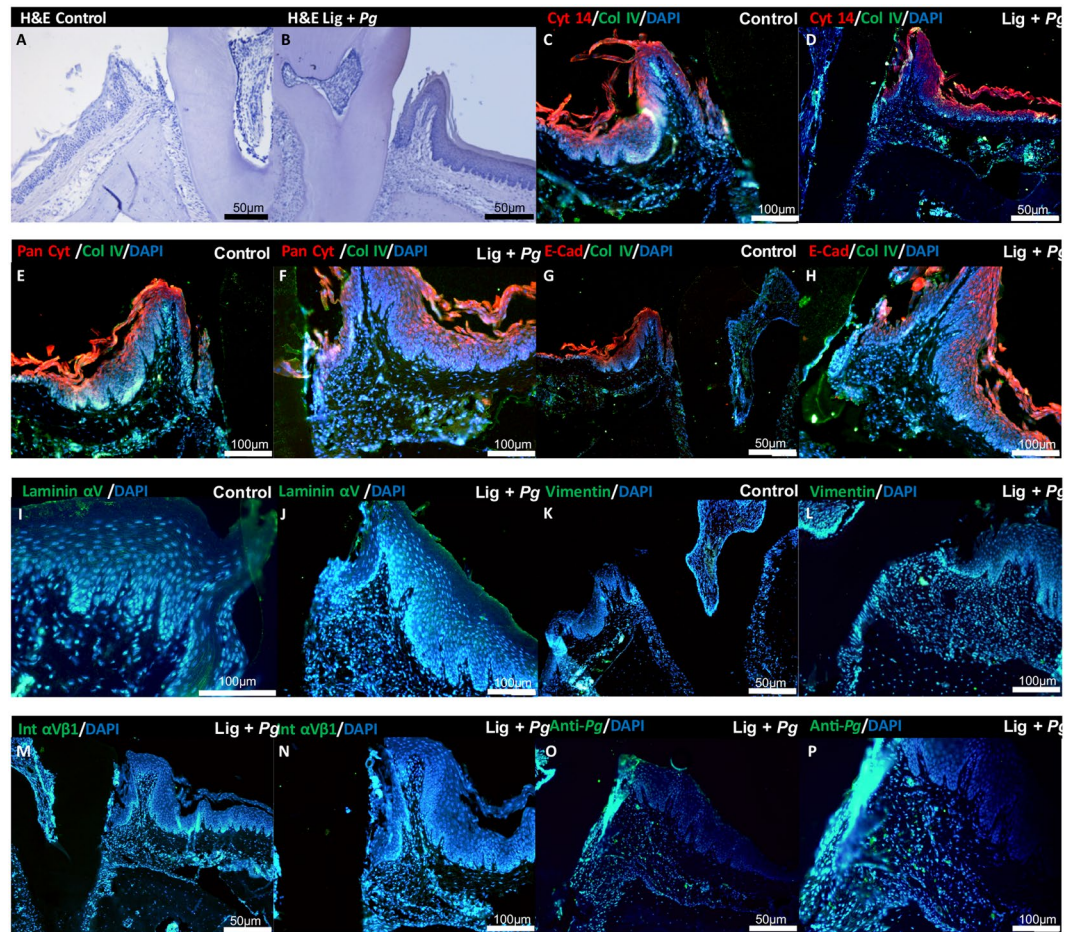 H&E Control
H&E Lig + Pg
Cyt 14/Col IV/DAPI
Control
Cyt 14/Col IV/DAPI
Lig + Pg
A
B
C
D
50μm
50μm
100μm
50μm
Pan Cyt /Col IV/DAPI
Control
Pan Cyt /Col IV/DAPI
Lig + Pg
E-Cad/Col IV/DAPI
Control
E-Cad/Col IV/DAPI
Lig + Pg
E
F
G
H
100μm
100μm
50μm
100μm
Laminin αV/DAPI
Control
Laminin αV/DAPI
Lig + Pg
Vimentin/DAPI
Control
Vimentin/DAPI
Lig + Pg
I
J
K
L
100μm
100μm
50μm
100μm
Int αVβ1/DAPI
Lig + Pg
Int αVβ1/DAPI
Lig + Pg
Anti-Pg/DAPI
Lig + Pg
Anti-Pg/DAPI
Lig + Pg
M
N
O
P
50μm
100μm
50μm
100μm